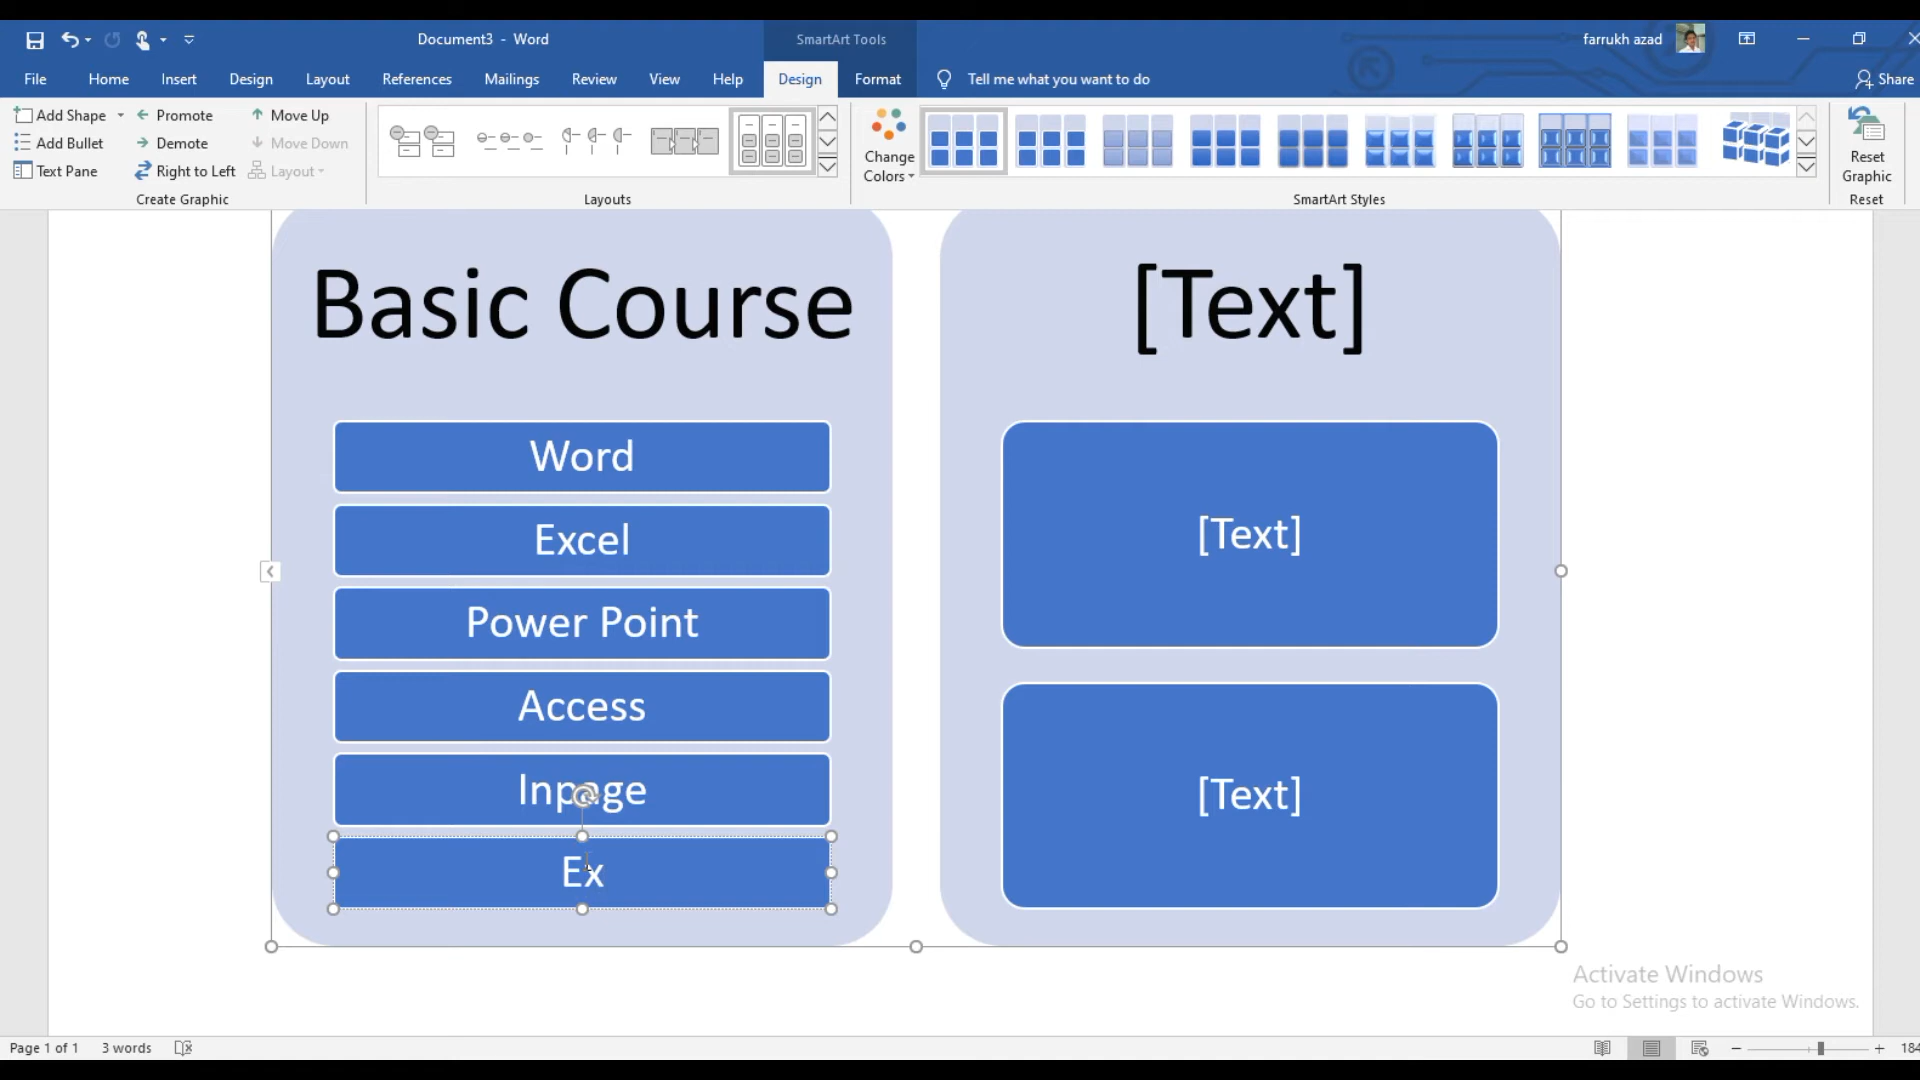 Document3 - Word
SmartArt Tools
farrukh azad
File
Home
Insert
Design
Layout
References
Mailings
Review
View
Help
Design
Format
Tell me what you want to do
Share
Add Shape
Promote
Move Up
Add Bullet
Demote
Move Down
Text Pane
Right to Left
Layout
Create Graphic
Layouts
Change
Colors
SmartArt Styles
Reset
Graphic
Reset
Basic Course
Word
Excel
Power Point
Access
Inpage
Ex
[Text]
[Text]
[Text]
Activate Windows
Go to Settings to activate Windows.
Page 1 of 1
3 words
184